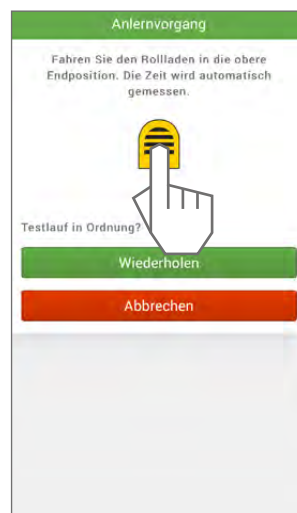 Anlernvorgang
Fahren Sie den Rollladen in die obere
Endposition. Die Zeit wird automatisch
gemessen.
Testlauf in Ordnung?
Wiederholen
Abbrechen